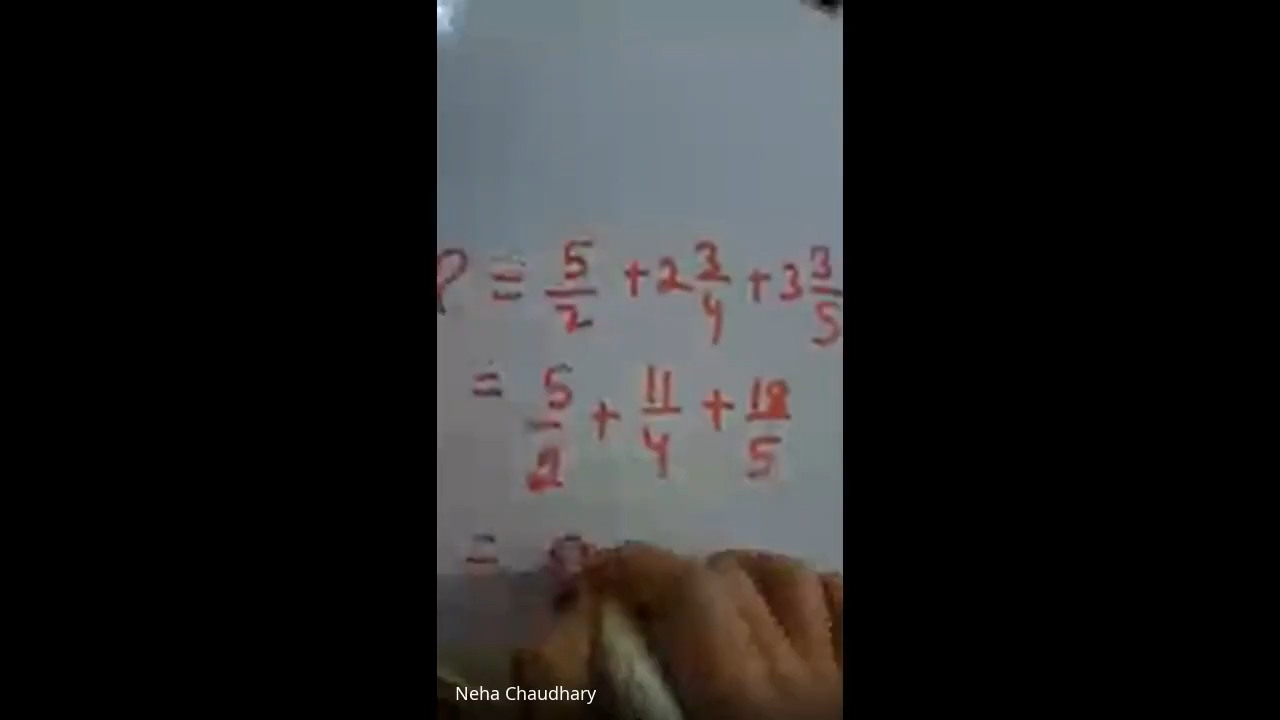 P = 5/2 + 2 3/4 + 3 3/5
= 5/2 + 11/4 + 18/5
=
Neha Chaudhary